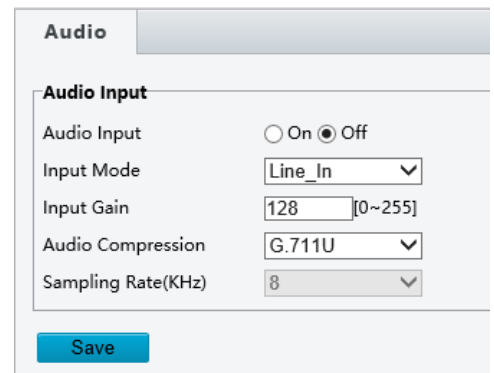 Audio
Audio Input
Audio Input On Off
Input Mode Line_In
Input Gain 128 [0~255]
Audio Compression G.711U
Sampling Rate(KHz) 8
Save